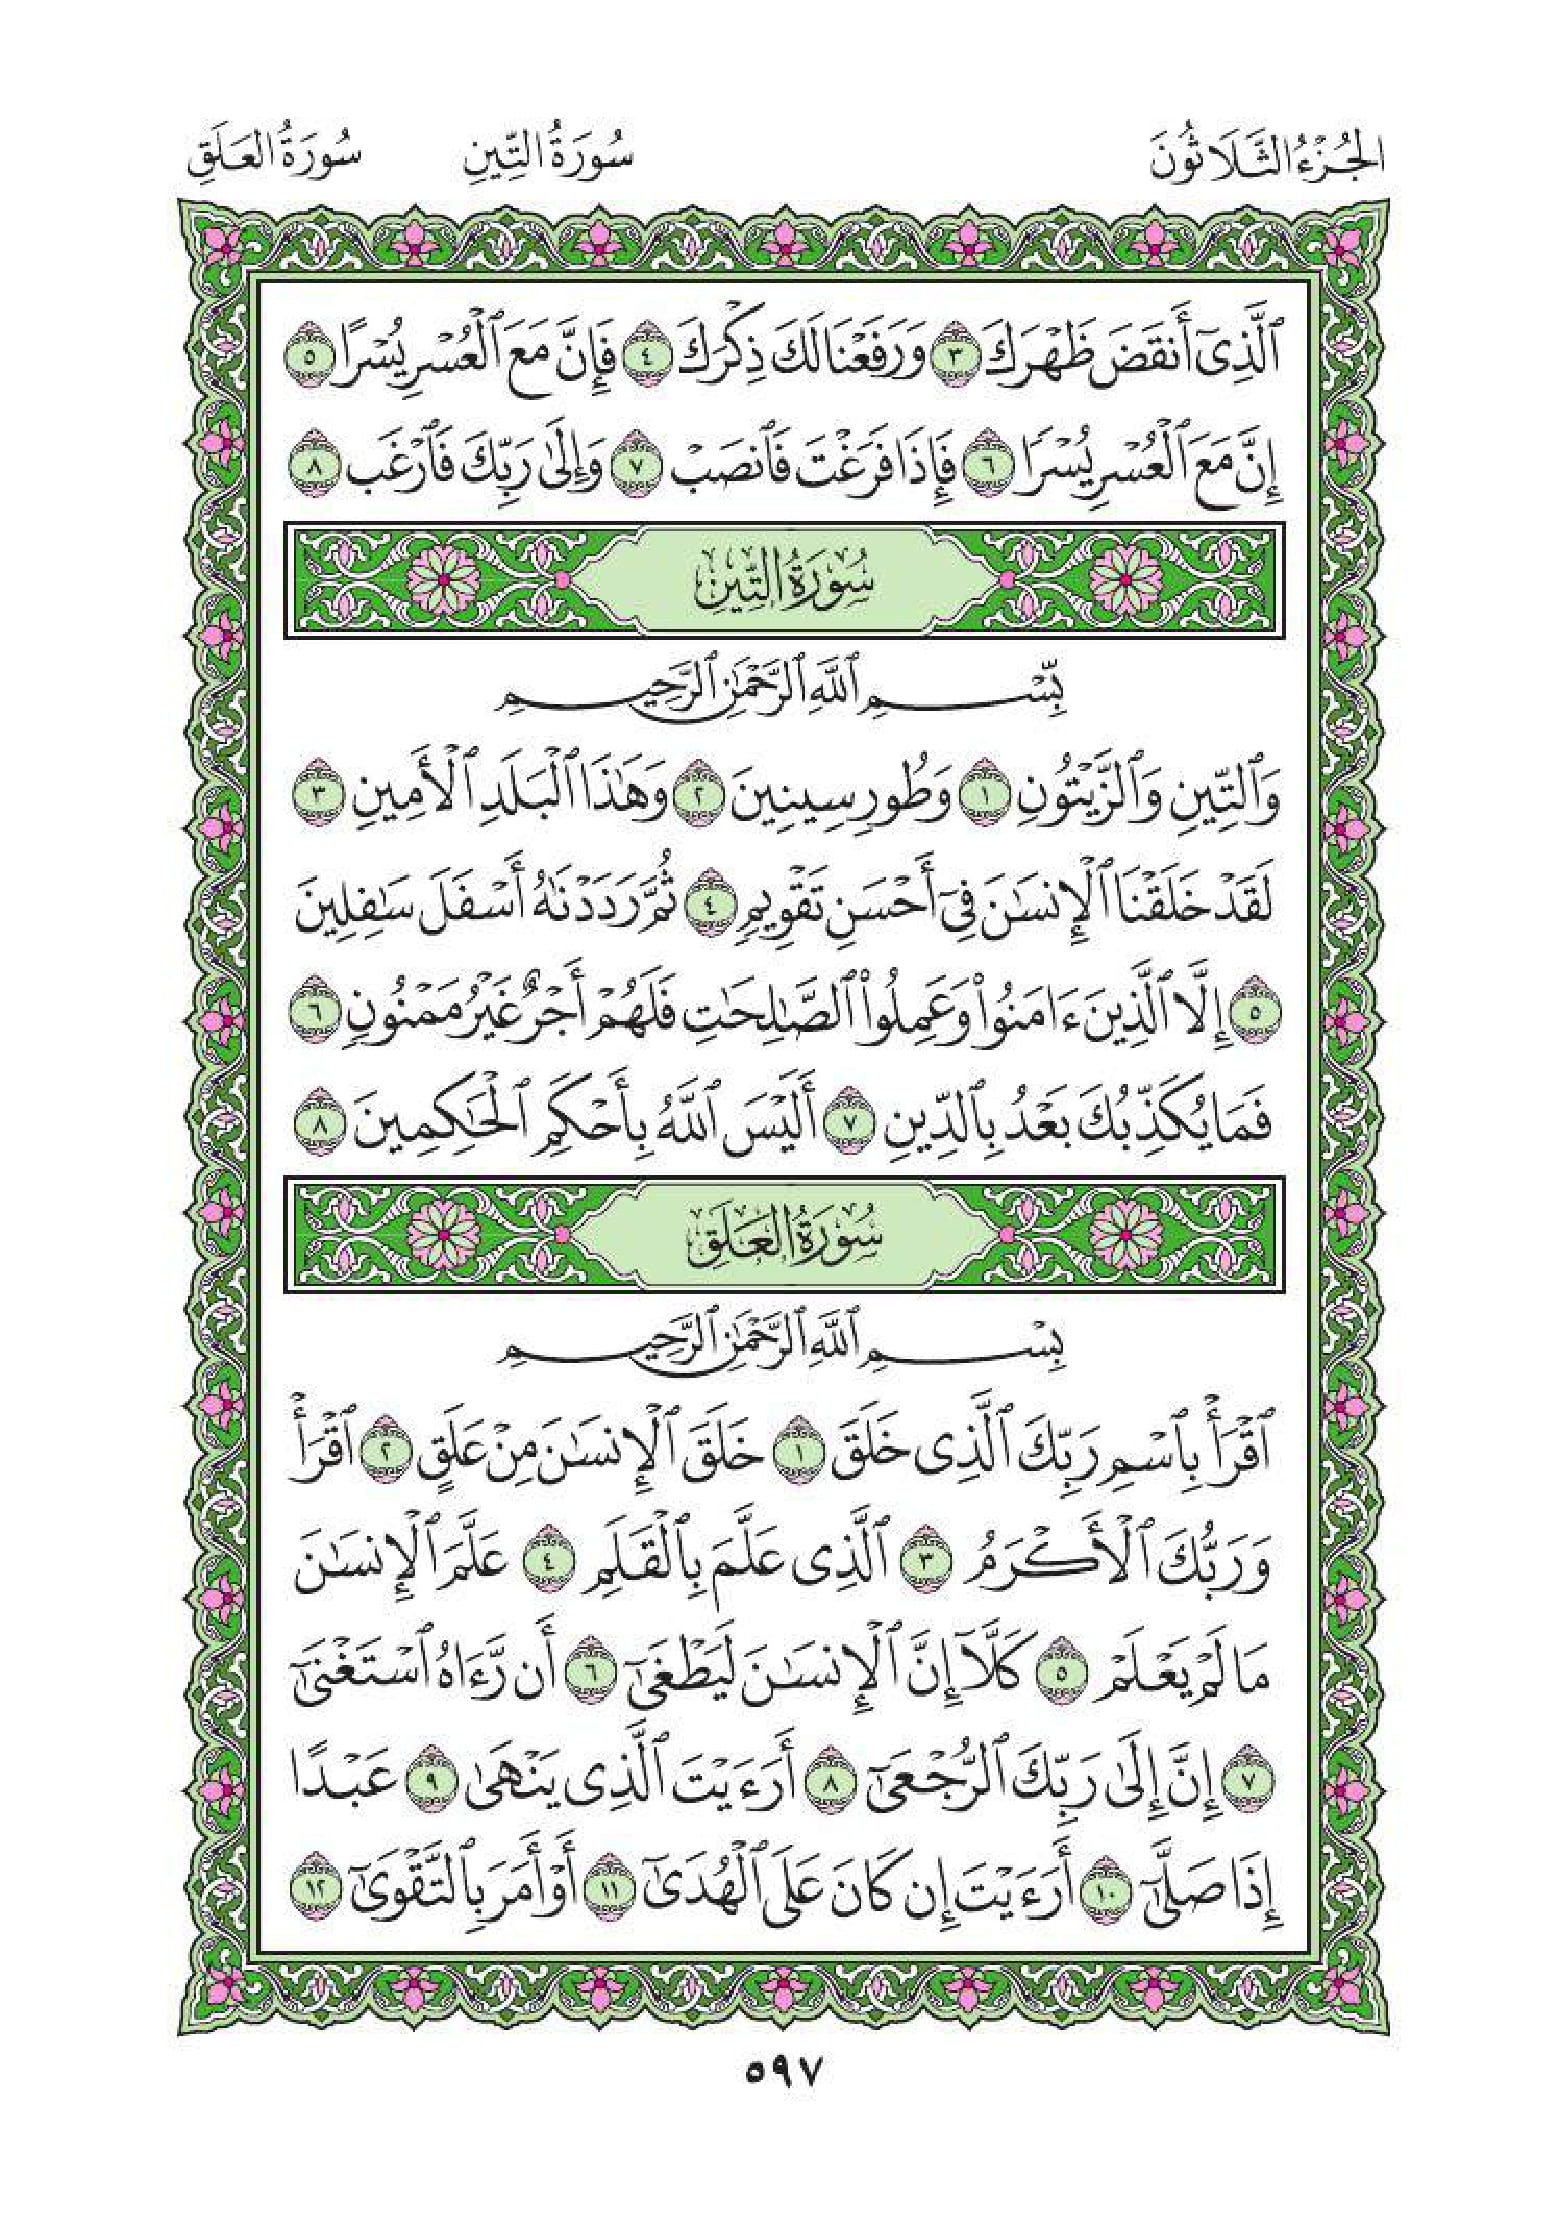 الجُزْءُ الثَّلَاثُونَ سُورَةُ التِّينِ سُورَةُ العَلَقِ
ٱلَّذِىٓ أَنقَضَ ظَهْرَكَ ٣ وَرَفَعْنَا لَكَ ذِكْرَكَ ٤ فَإِنَّ مَعَ ٱلْعُسْرِ يُسْرًا ٥
إِنَّ مَعَ ٱلْعُسْرِ يُسْرًا ٦ فَإِذَا فَرَغْتَ فَٱنصَبْ ٧ وَإِلَىٰ رَبِّكَ فَٱرْغَب ٨
سُورَةُ التِّينِ
بِّسْمِ ٱللَّهِ ٱلرَّحْمَٰنِ ٱلرَّحِيمِ
وَٱلتِّينِ وَٱلزَّيْتُونِ ١ وَطُورِ سِينِينَ ٢ وَهَٰذَا ٱلْبَلَدِ ٱلْأَمِينِ ٣
لَقَدْ خَلَقْنَا ٱلْإِنسَٰنَ فِىٓ أَحْسَنِ تَقْوِيمٍ ٤ ثُمَّ رَدَدْنَٰهُ أَسْفَلَ سَٰفِلِينَ
٥ إِلَّا ٱلَّذِينَ ءَامَنُوا۟ وَعَمِلُوا۟ ٱلصَّٰلِحَٰتِ فَلَهُمْ أَجْرٌ غَيْرُ مَمْنُونٍ ٦
فَمَا يُكَذِّبُكَ بَعْدُ بِٱلدِّينِ ٧ أَلَيْسَ ٱللَّهُ بِأَحْكَمِ ٱلْحَٰكِمِينَ ٨
سُورَةُ العَلَقِ
بِسْمِ ٱللَّهِ ٱلرَّحْمَٰنِ ٱلرَّحِيمِ
ٱقْرَأْ بِٱسْمِ رَبِّكَ ٱلَّذِى خَلَقَ ١ خَلَقَ ٱلْإِنسَٰنَ مِنْ عَلَقٍ ٢ ٱقْرَأْ
وَرَبُّكَ ٱلْأَكْرَمُ ٣ ٱلَّذِى عَلَّمَ بِٱلْقَلَمِ ٤ عَلَّمَ ٱلْإِنسَٰنَ
مَا لَمْ يَعْلَمْ ٥ كَلَّآ إِنَّ ٱلْإِنسَٰنَ لَيَطْغَىٰٓ ٦ أَن رَّءَاهُ ٱسْتَغْنَىٰٓ
٧ إِنَّ إِلَىٰ رَبِّكَ ٱلرُّجْعَىٰٓ ٨ أَرَءَيْتَ ٱلَّذِى يَنْهَىٰ ٩ عَبْدًا
إِذَا صَلَّىٰٓ ١٠ أَرَءَيْتَ إِن كَانَ عَلَى ٱلْهُدَىٰٓ ١١ أَوْ أَمَرَ بِٱلتَّقْوَىٰٓ ١٢
٥٩٧